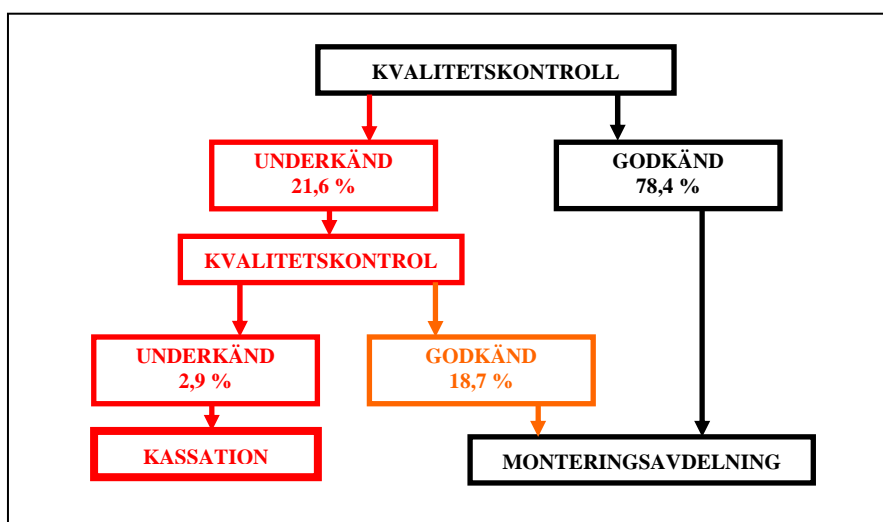 KVALITETSKONTROLL
UNDERKÄND
21,6 %
GODKÄND
78,4 %
KVALITETSKONTROL
UNDERKÄND
2,9 %
GODKÄND
18,7 %
KASSATION
MONTERINGSAVDELNING